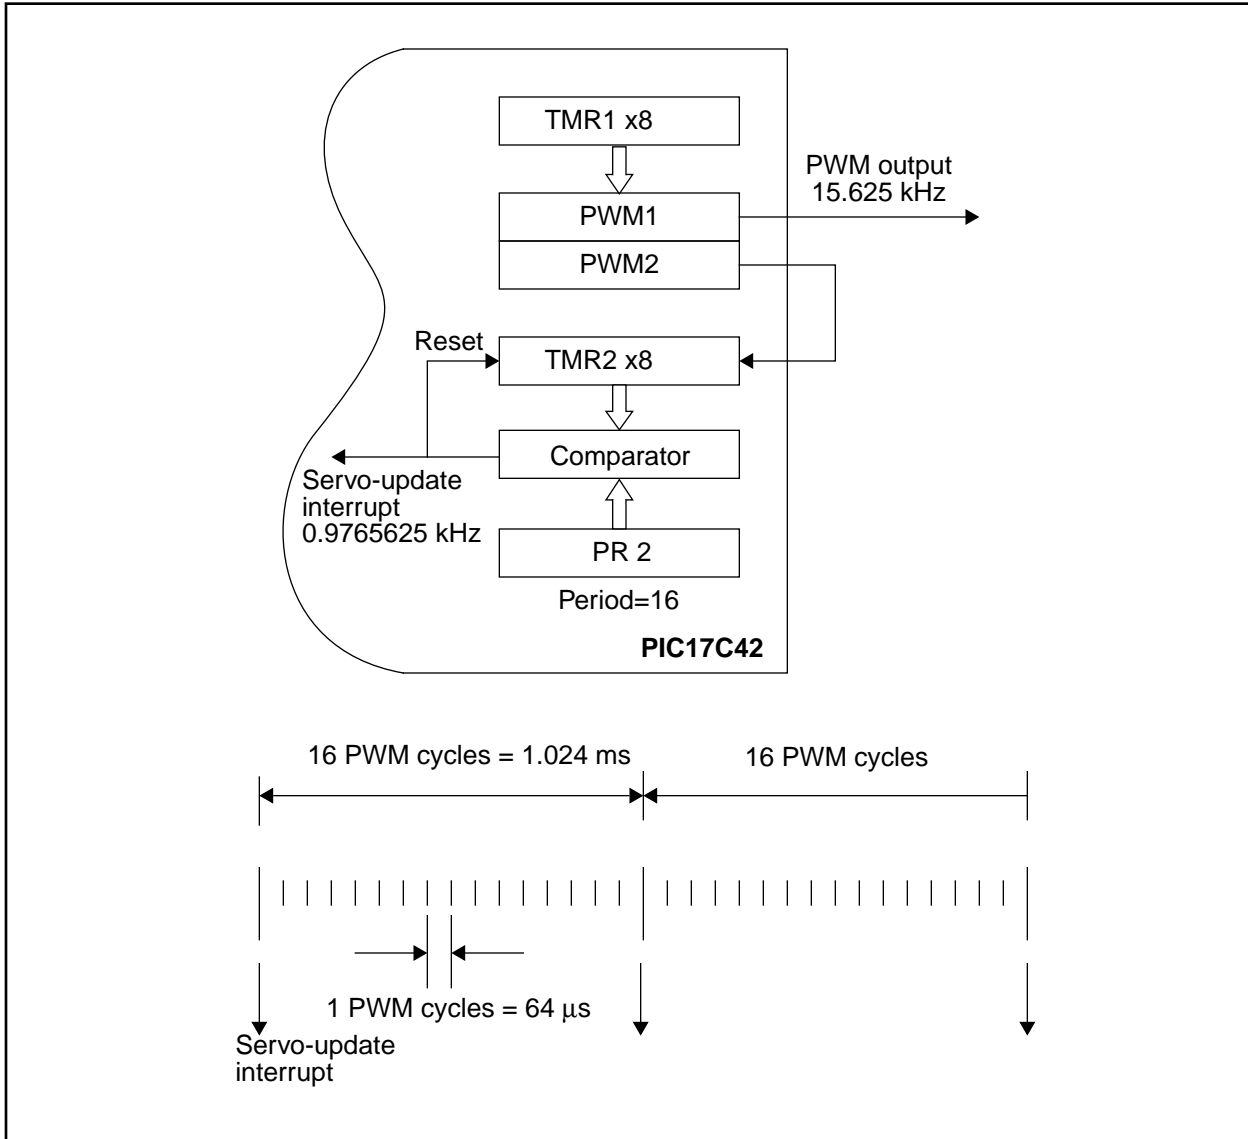 TMR1 x8
PWM output
15.625 kHz
PWM1
PWM2
Reset
TMR2 x8
Comparator
Servo-update
interrupt
0.9765625 kHz
PR 2
Period=16
PIC17C42
16 PWM cycles = 1.024 ms
16 PWM cycles
1 PWM cycles = 64 μs
Servo-update
interrupt